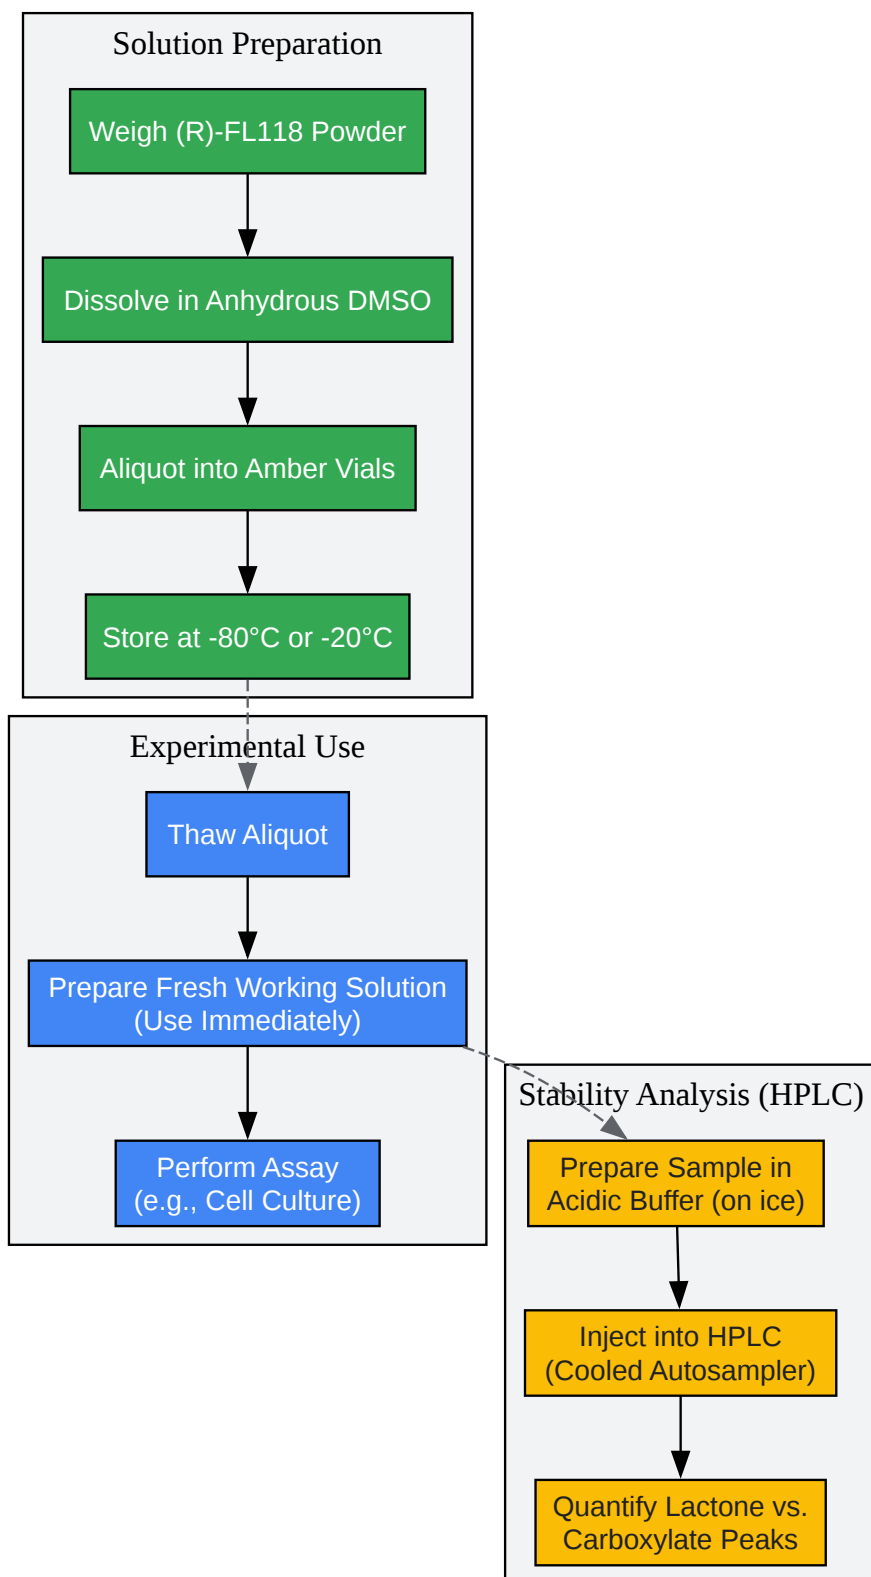 Solution Preparation
Weigh (R)-FL118 Powder
Dissolve in Anhydrous DMSO
Aliquot into Amber Vials
Store at -80°C or -20°C
Experimental Use
Thaw Aliquot
Prepare Fresh Working Solution
(Use Immediately)
Perform Assay
(e.g., Cell Culture)
Stability Analysis (HPLC)
Prepare Sample in
Acidic Buffer (on ice)
Inject into HPLC
(Cooled Autosampler)
Quantify Lactone vs.
Carboxylate Peaks